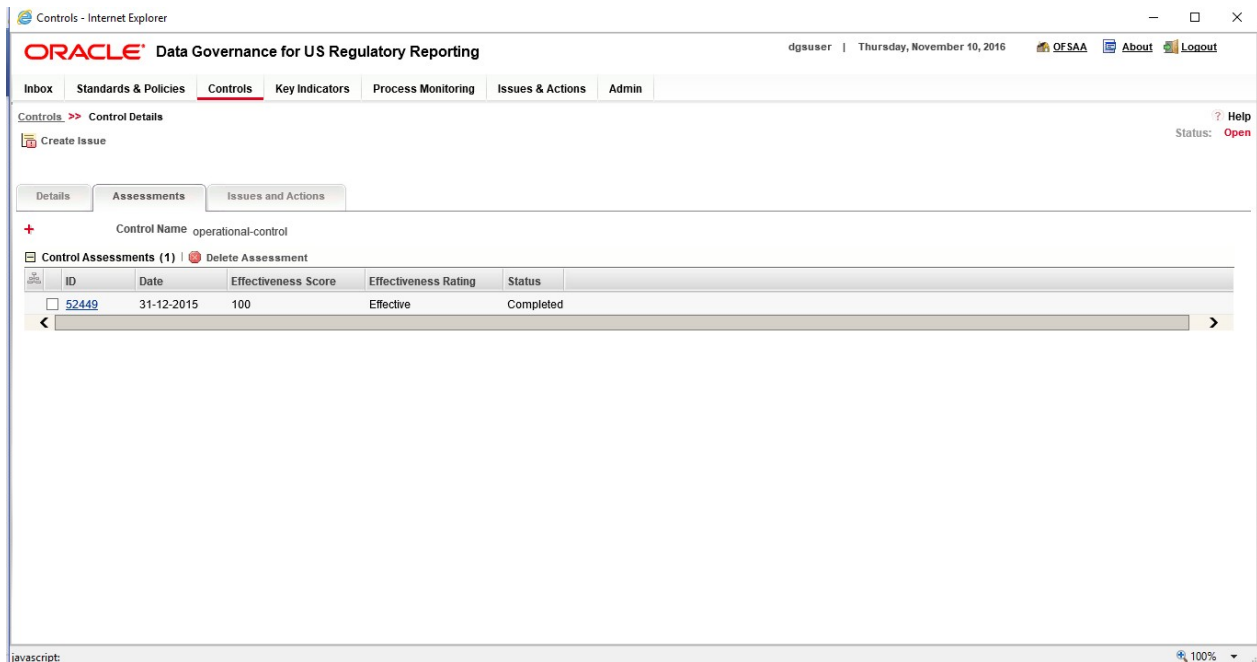 Controls - Internet Explorer
ORACLE® Data Governance for US Regulatory Reporting
dgsuser | Thursday, November 10, 2016 OFSAA About Logout
Inbox Standards & Policies Controls Key Indicators Process Monitoring Issues & Actions Admin
Controls >> Control Details ? Help
Create Issue Status: Open
Details Assessments Issues and Actions
+ Control Name operational-control
Control Assessments (1) | Delete Assessment
ID Date Effectiveness Score Effectiveness Rating Status
52449 31-12-2015 100 Effective Completed
javascript: 100%